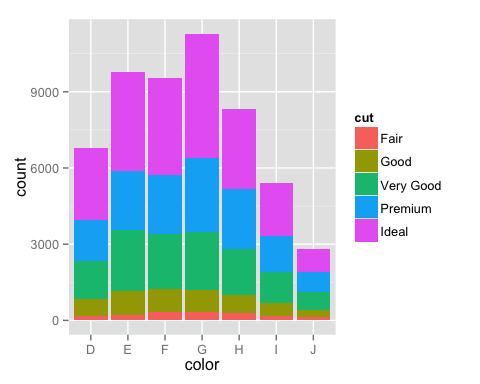 9000
6000
3000
0
count
D E F G H I J
color
cut
Fair
Good
Very Good
Premium
Ideal